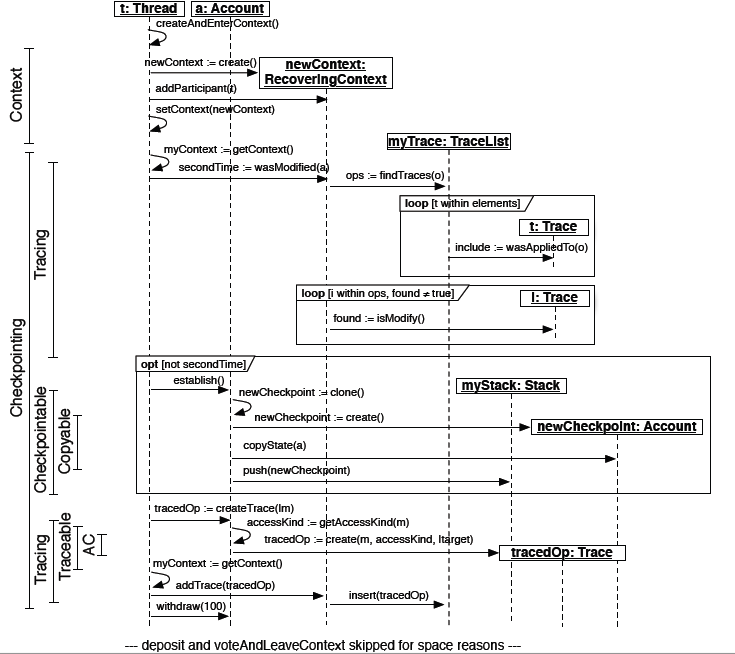 t: Thread
a: Account
createAndEnterContext()
newContext := create()
newContext:
RecoveringContext
addParticipant(t)
setContext(newContext)
Context
myTrace: TraceList
myContext := getContext()
secondTime := wasModified(a)
ops := findTraces(o)
loop [t within elements]
t: Trace
include := wasAppliedTo(o)
Tracing
loop [i within ops, found ≠ true]
i: Trace
found := isModify()
Checkpointing
opt [not secondTime]
establish()
newCheckpoint := clone()
myStack: Stack
newCheckpoint := create()
newCheckpoint: Account
Checkpointable
Copyable
copyState(a)
push(newCheckpoint)
tracedOp := createTrace(lm)
accessKind := getAccessKind(m)
tracedOp := create(m, accessKind, ltarget)
tracedOp: Trace
Tracing
Traceable
AC
myContext := getContext()
addTrace(tracedOp)
insert(tracedOp)
withdraw(100)
--- deposit and voteAndLeaveContext skipped for space reasons ---